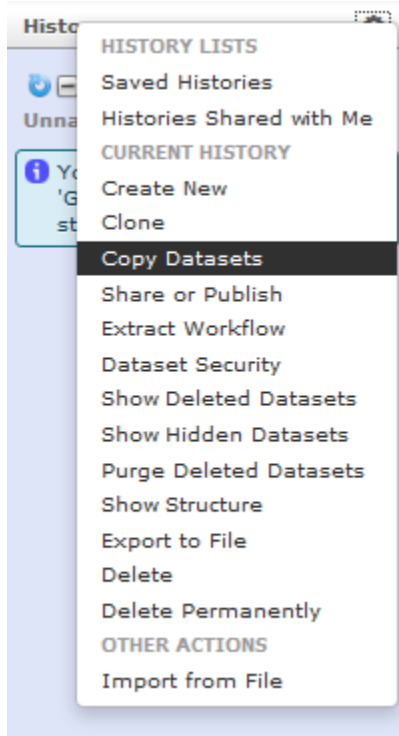 Histo
HISTORY LISTS
Saved Histories
Histories Shared with Me
Unna
CURRENT HISTORY
Create New
Clone
Copy Datasets
Share or Publish
Extract Workflow
Dataset Security
Show Deleted Datasets
Show Hidden Datasets
Purge Deleted Datasets
Show Structure
Export to File
Delete
Delete Permanently
OTHER ACTIONS
Import from File